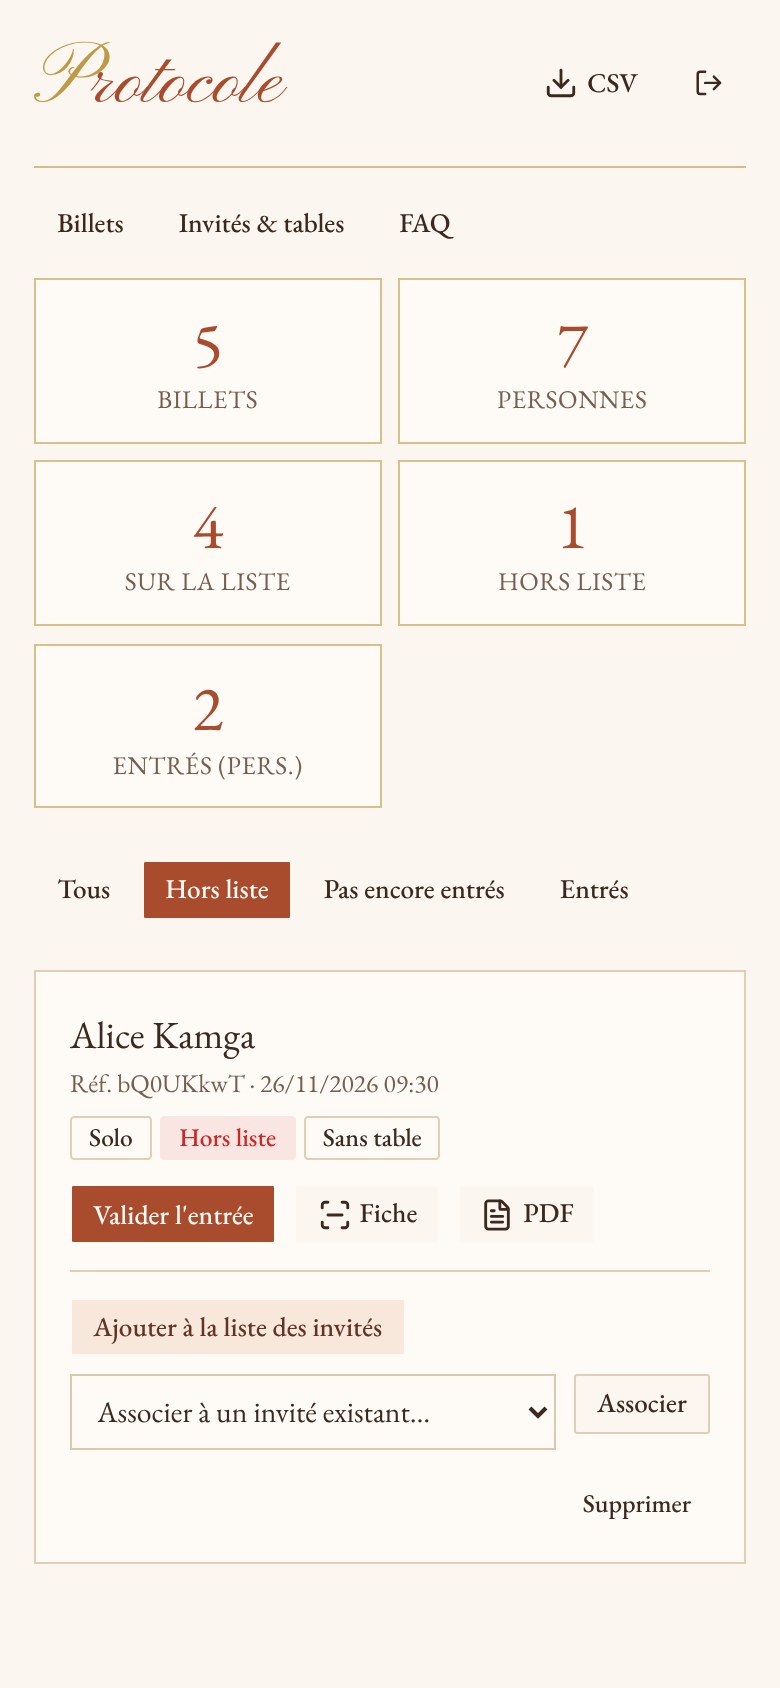 Protocole
CSV
Billets
Invités & tables
FAQ
5
BILLETS
7
PERSONNES
4
SUR LA LISTE
1
HORS LISTE
2
ENTRÉS (PERS.)
Tous
Hors liste
Pas encore entrés
Entrés
Alice Kamga
Réf. bQ0UKkwT · 26/11/2026 09:30
Solo
Hors liste
Sans table
Valider l'entrée
Fiche
PDF
Ajouter à la liste des invités
Associer à un invité existant...
Associer
Supprimer